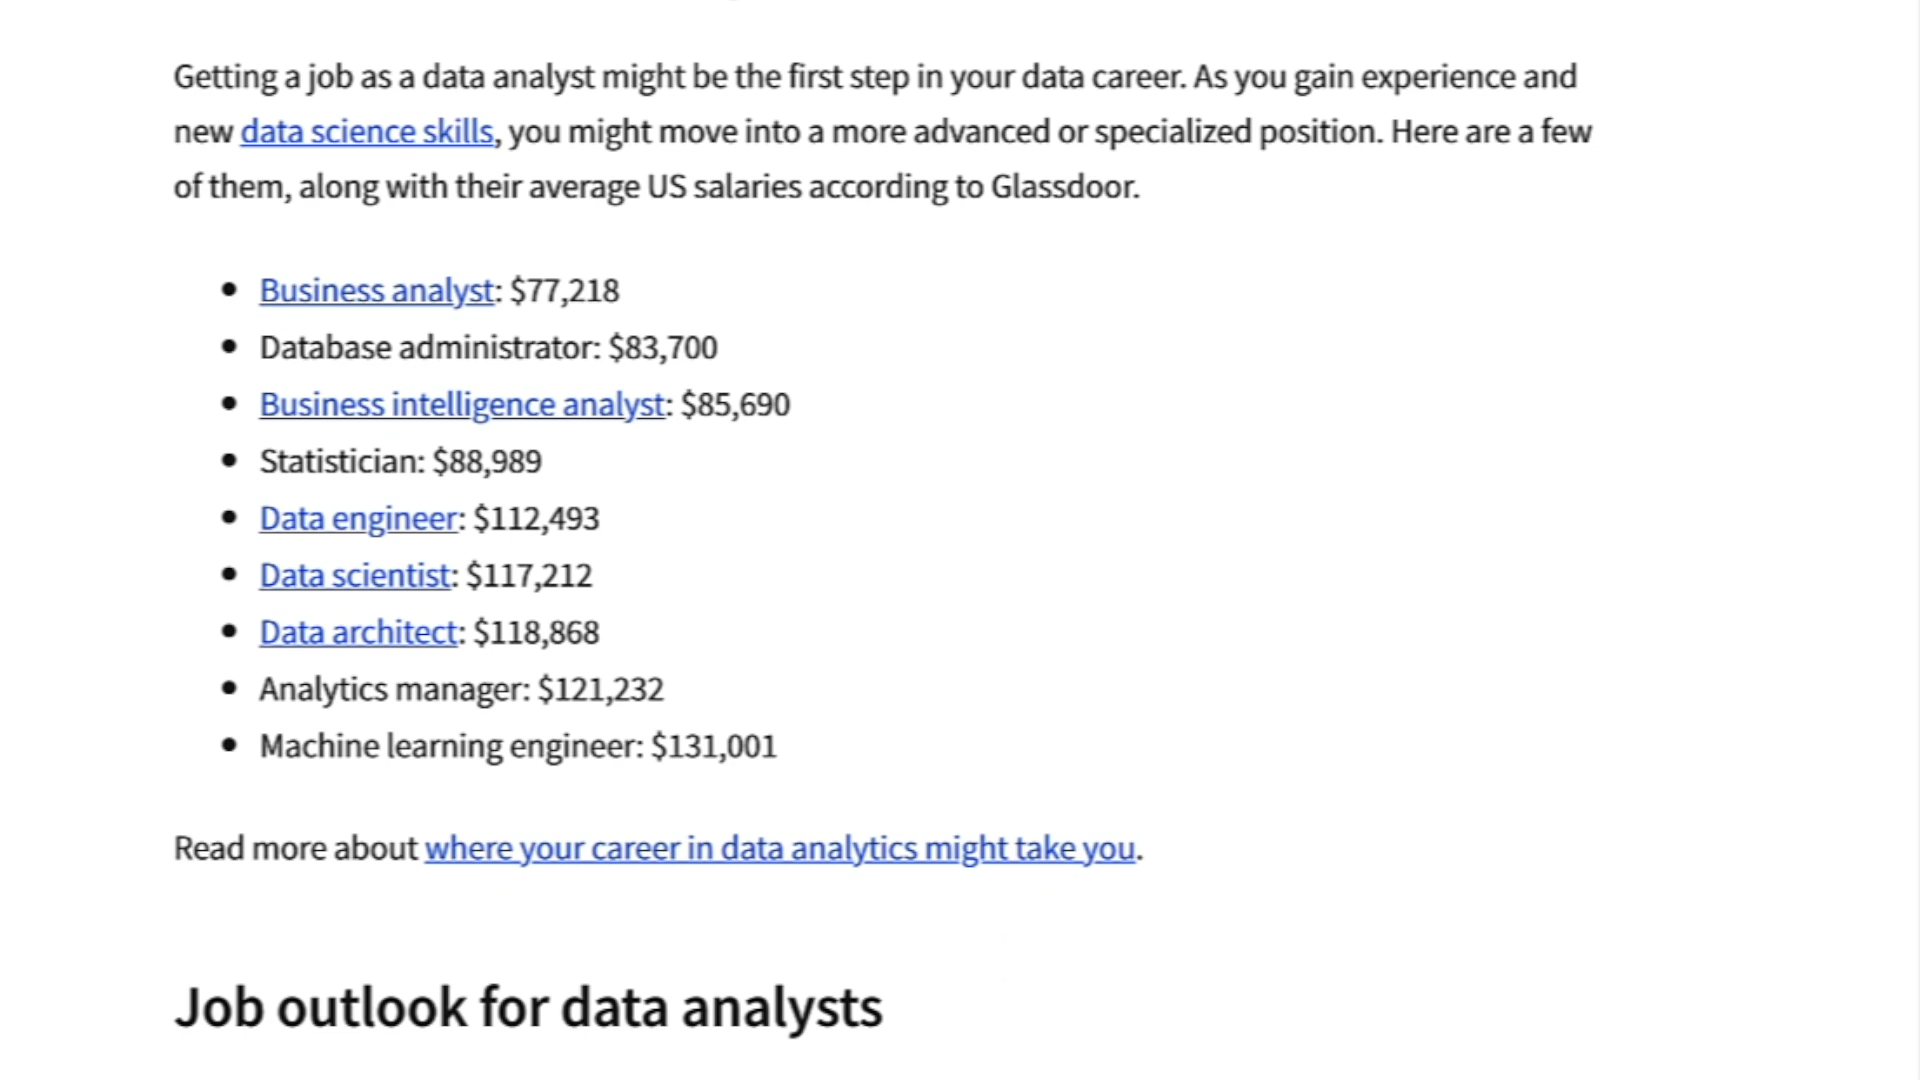 Getting a job as a data analyst might be the first step in your data career. As you gain experience and
new data science skills, you might move into a more advanced or specialized position. Here are a few
of them, along with their average US salaries according to Glassdoor.
• Business analyst: $77,218
• Database administrator: $83,700
• Business intelligence analyst: $85,690
• Statistician: $88,989
• Data engineer: $112,493
• Data scientist: $117,212
• Data architect: $118,868
• Analytics manager: $121,232
• Machine learning engineer: $131,001
Read more about where your career in data analytics might take you.
Job outlook for data analysts